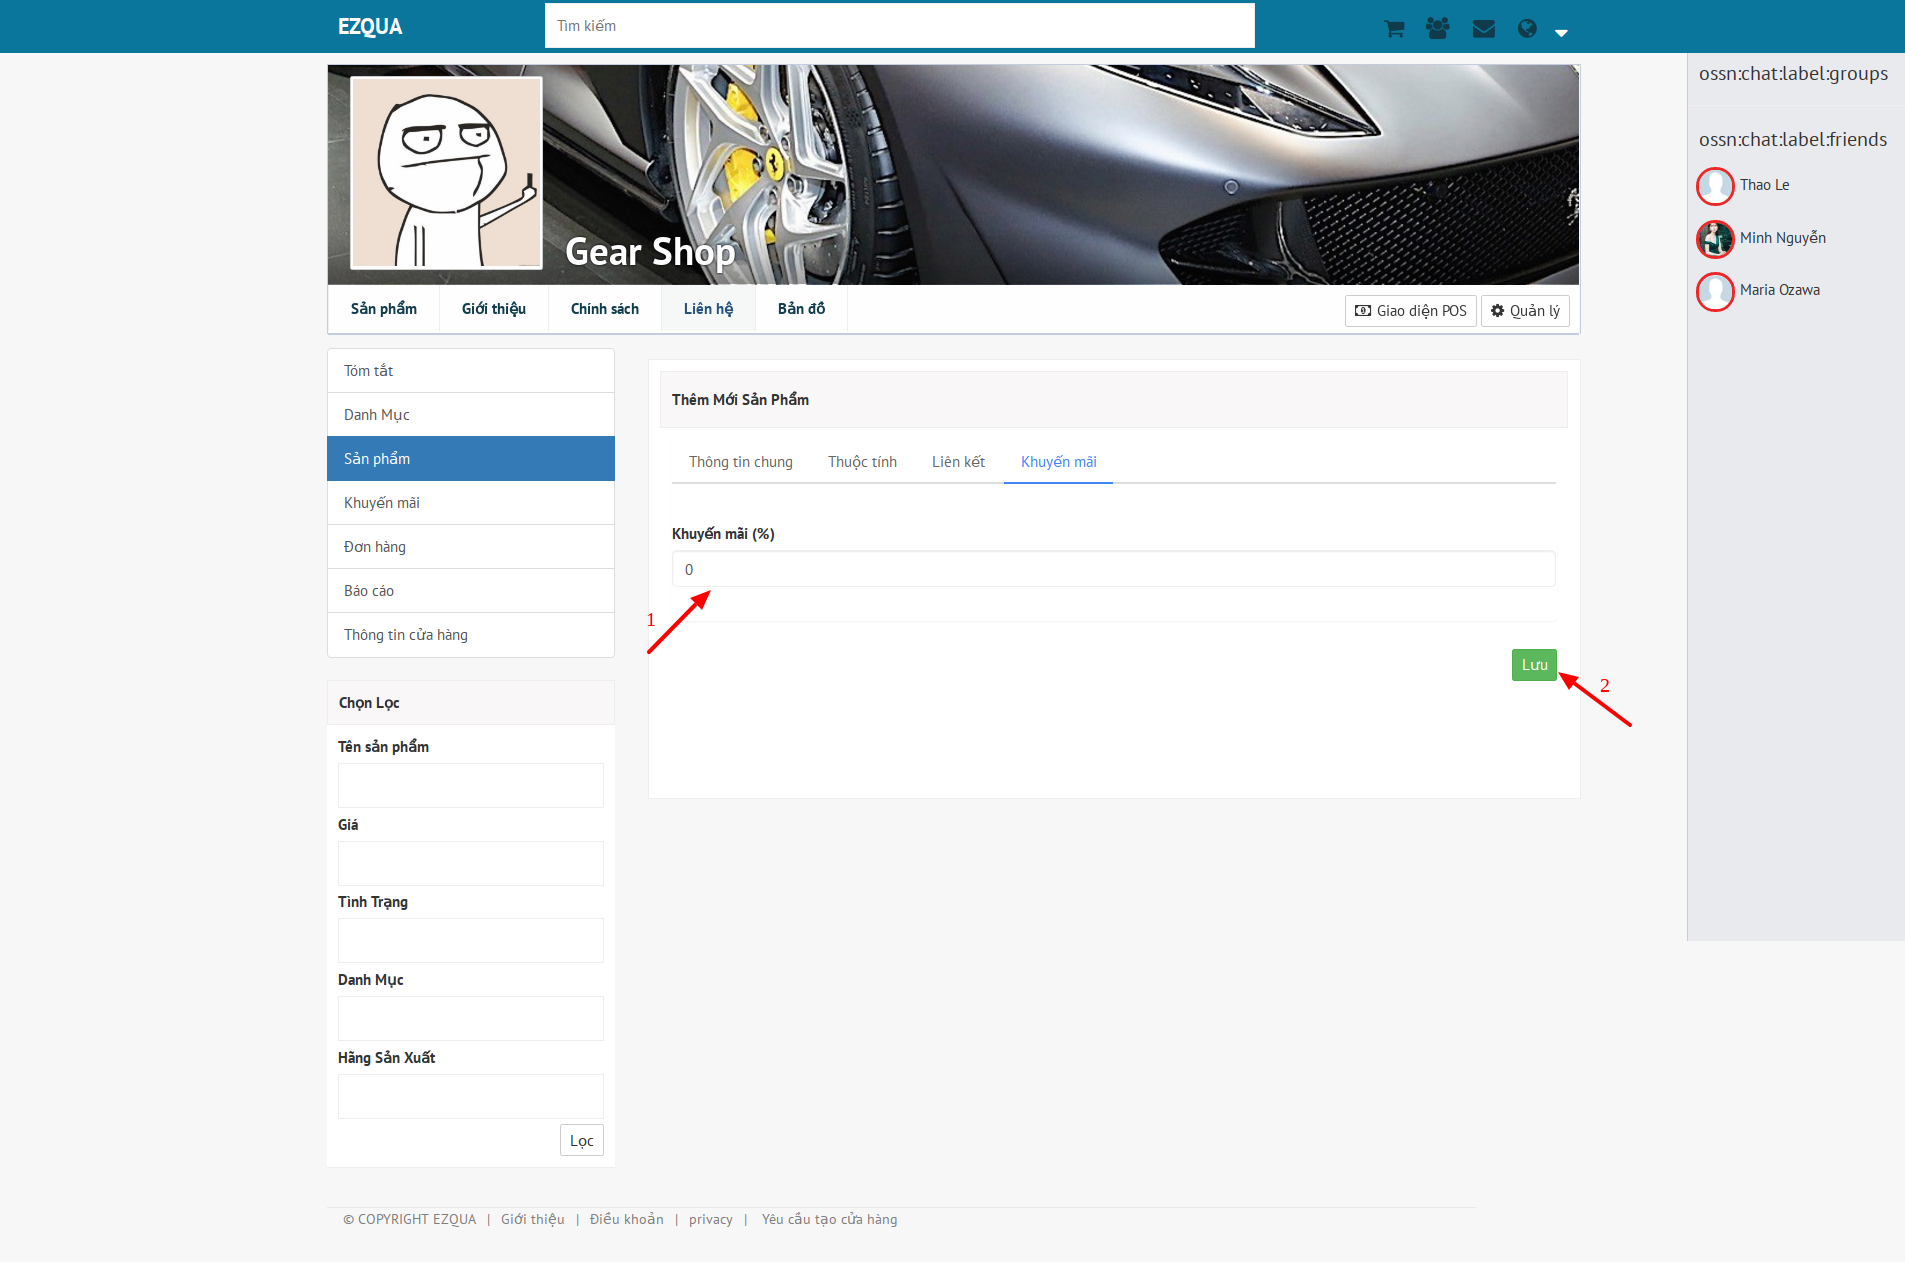 EZQUA
Tìm kiếm
ossn:chat:label:groups
ossn:chat:label:friends
Thao Le
Minh Nguyễn
Maria Ozawa
Gear Shop
Sản phẩm
Giới thiệu
Chính sách
Liên hệ
Bản đồ
Giao diện POS
Quản lý
Tóm tắt
Danh Mục
Sản phẩm
Khuyến mãi
Đơn hàng
Báo cáo
Thông tin cửa hàng
Thêm Mới Sản Phẩm
Thông tin chung
Thuộc tính
Liên kết
Khuyến mãi
Khuyến mãi (%)
0
1
Lưu
2
Chọn Lọc
Tên sản phẩm
Giá
Tình Trạng
Danh Mục
Hãng Sản Xuất
Lọc
© COPYRIGHT EZQUA | Giới thiệu | Điều khoản | privacy | Yêu cầu tạo cửa hàng